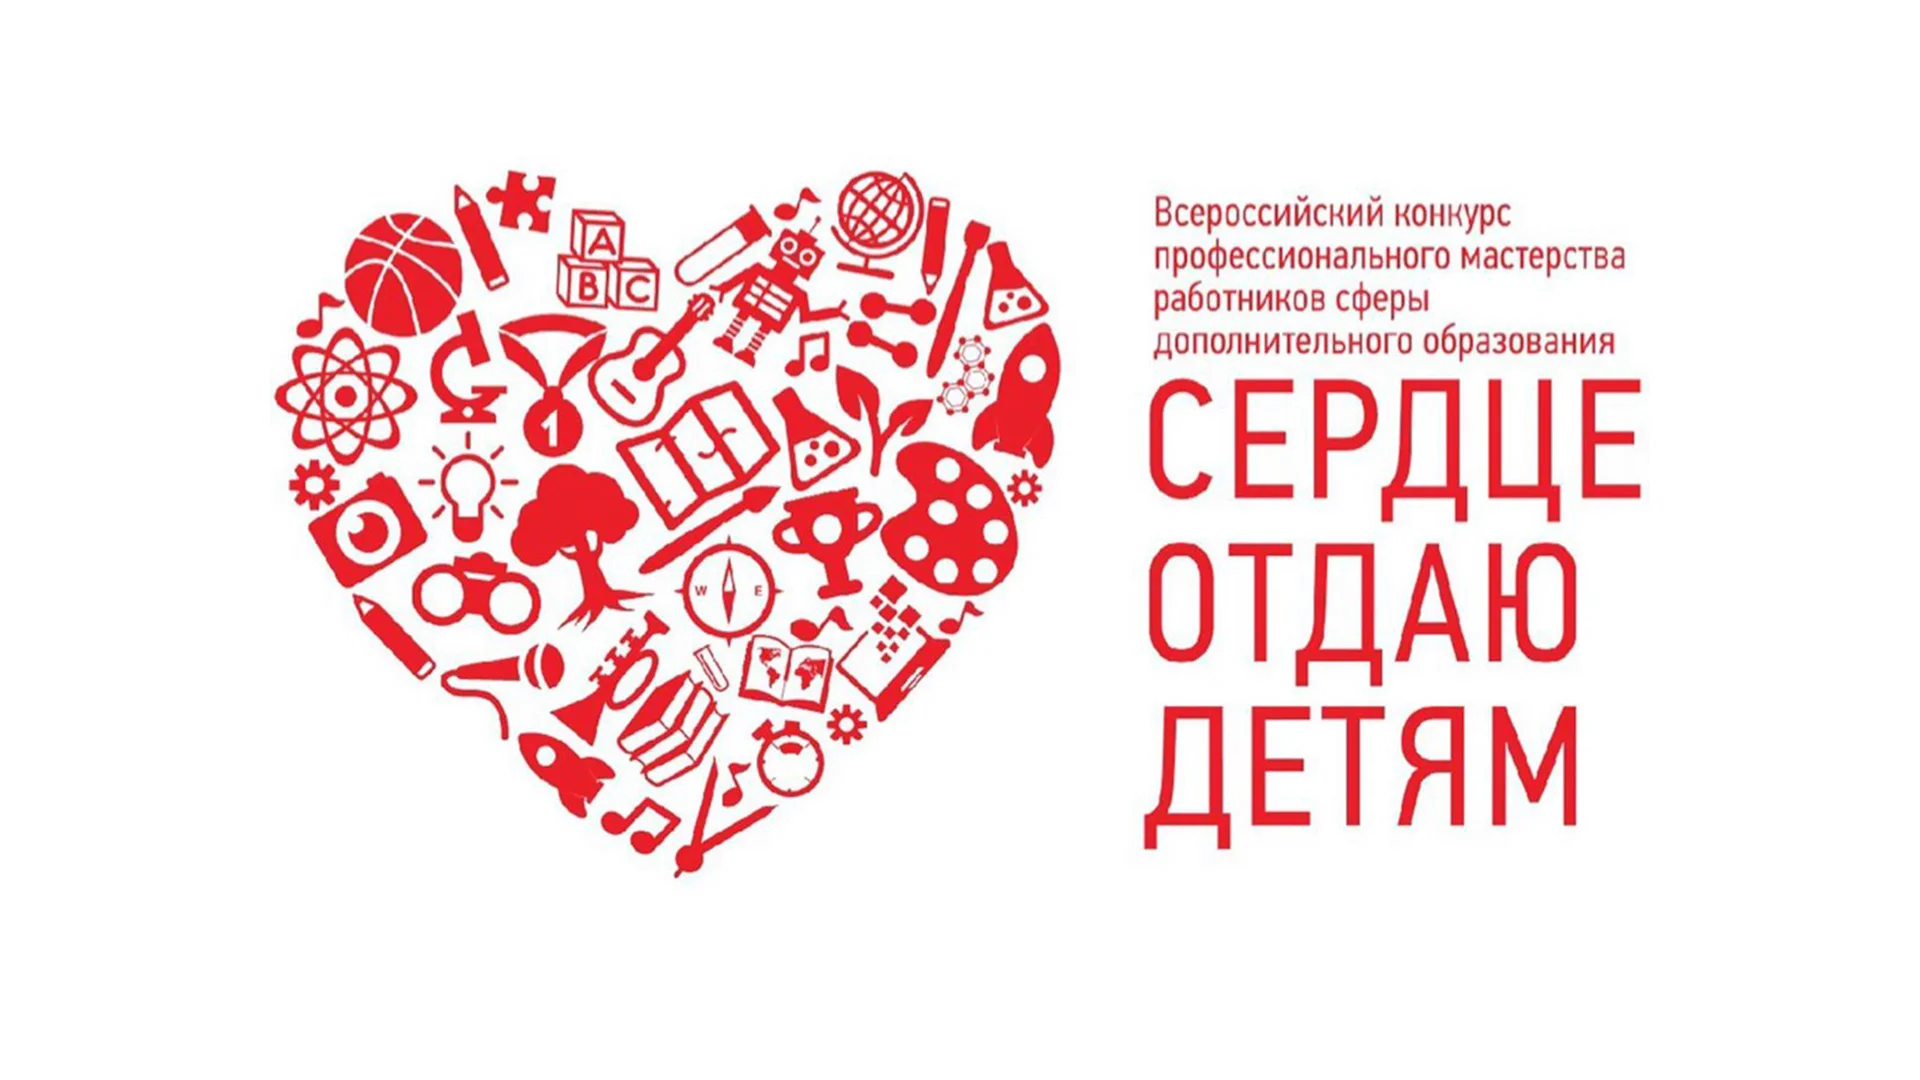 Всероссийский конкурс
профессионального мастерства
работников сферы
дополнительного образования
СЕРДЦЕ
ОТДАЮ
ДЕТЯМ
A
B C
1
W E